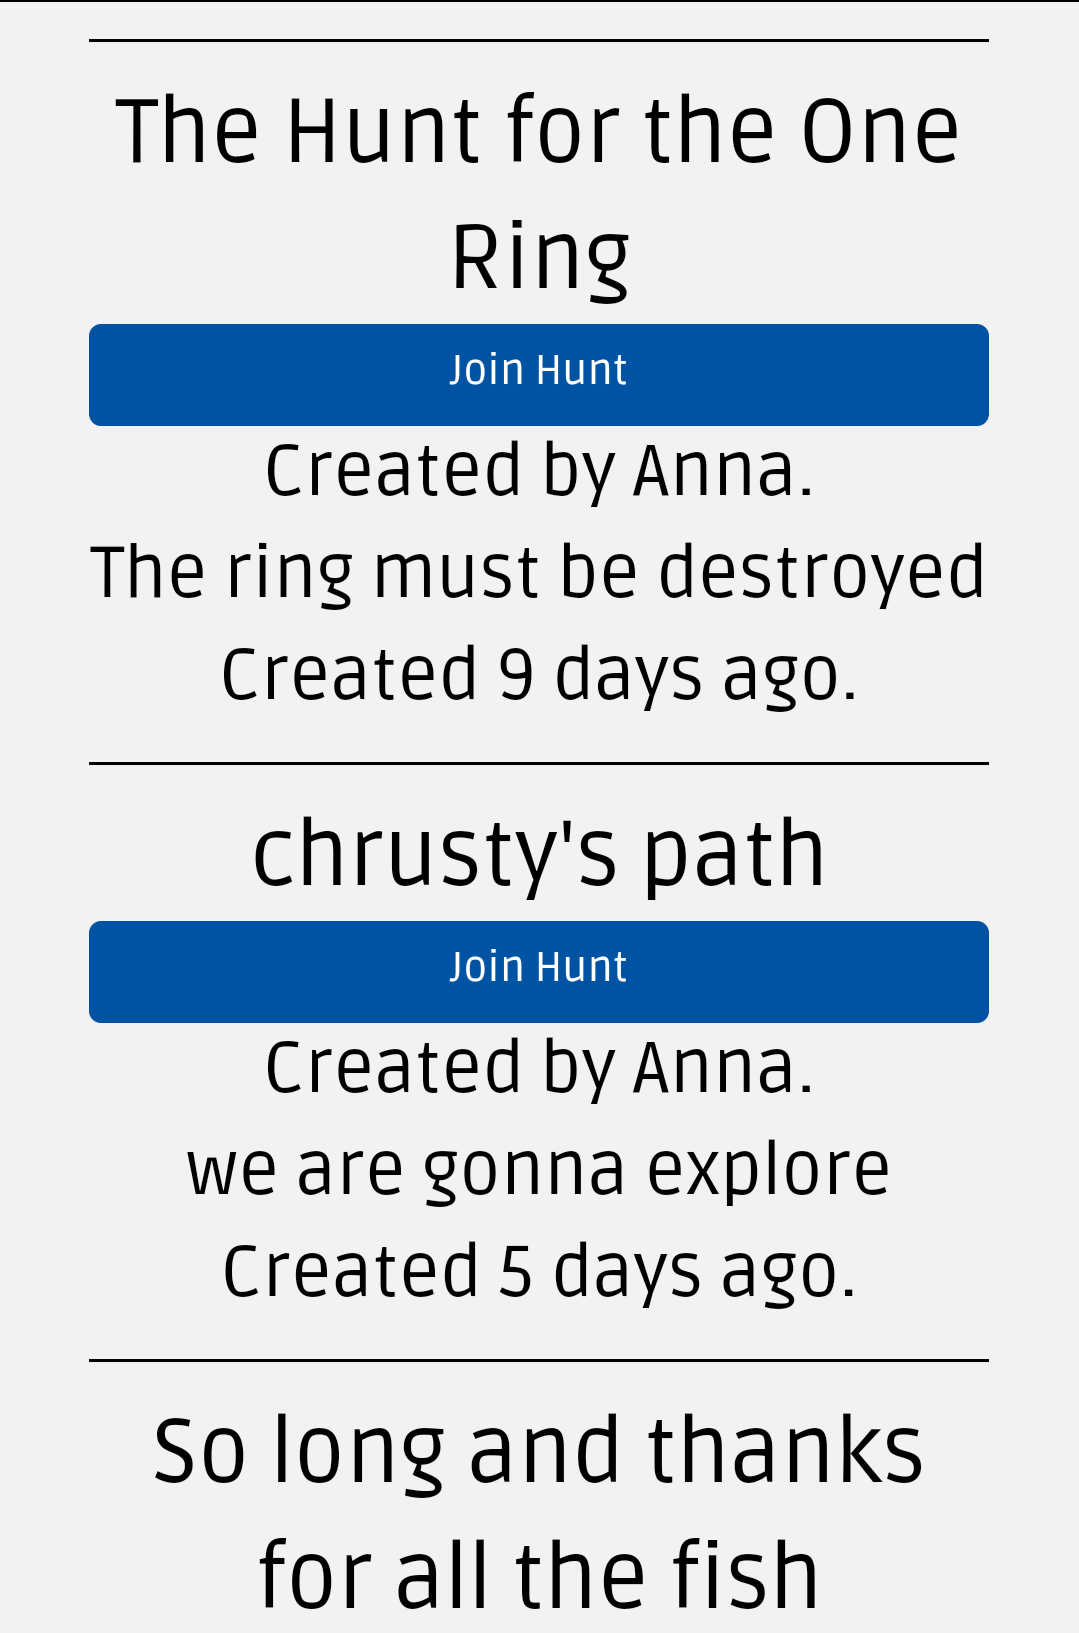 The Hunt for the One
Ring
Join Hunt
Created by Anna.
The ring must be destroyed
Created 9 days ago.
chrusty's path
Join Hunt
Created by Anna.
we are gonna explore
Created 5 days ago.
So long and thanks
for all the fish